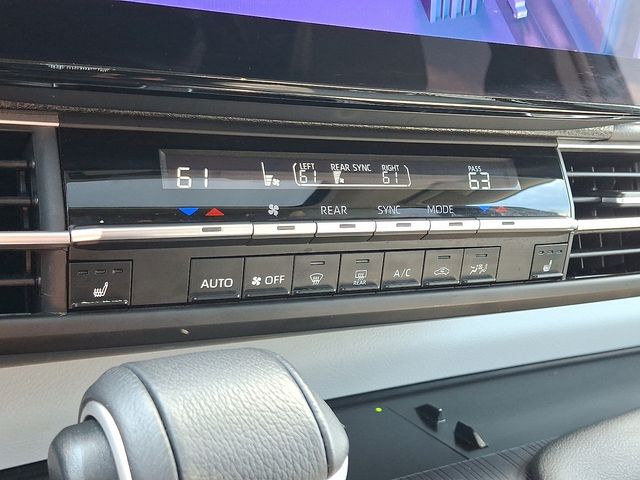 LEFT REAR SYNC RIGHT PASS
61 61 61 63
REAR SYNC MODE
AUTO OFF REAR A/C